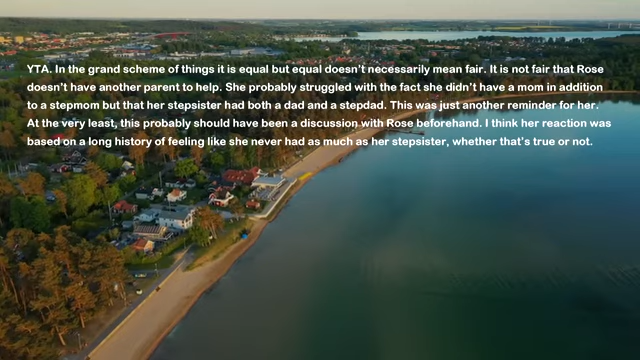 YTA. In the grand scheme of things it is equal but equal doesn't necessarily mean fair. It is not fair that Rose
doesn't have another parent to help. She probably struggled with the fact she didn't have a mom in addition
to a stepmom but that her stepsister had both a dad and a stepdad. This was just another reminder for her.
At the very least, this probably should have been a discussion with Rose beforehand. I think her reaction was
based on a long history of feeling like she never had as much as her stepsister, whether that's true or not.